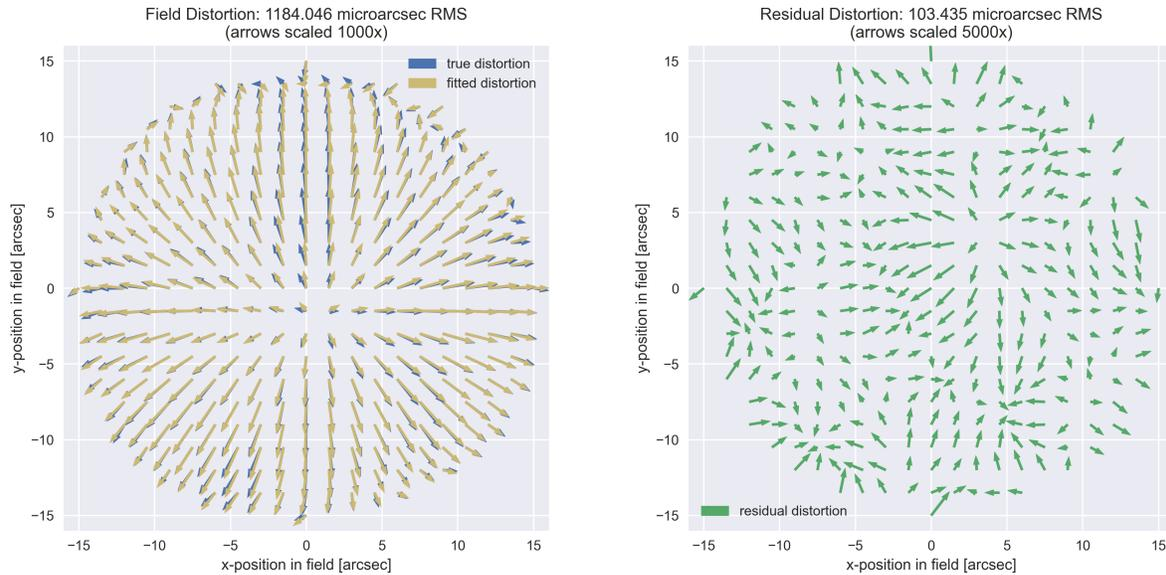 Field Distortion: 1184.046 microarcsec RMS
(arrows scaled 1000x)
true distortion
fitted distortion
15
10
5
0
−5
−10
−15
y-position in field [arcsec]
−15 −10 −5 0 5 10 15
x-position in field [arcsec]
Residual Distortion: 103.435 microarcsec RMS
(arrows scaled 5000x)
15
10
5
0
−5
−10
−15
y-position in field [arcsec]
residual distortion
−15 −10 −5 0 5 10 15
x-position in field [arcsec]